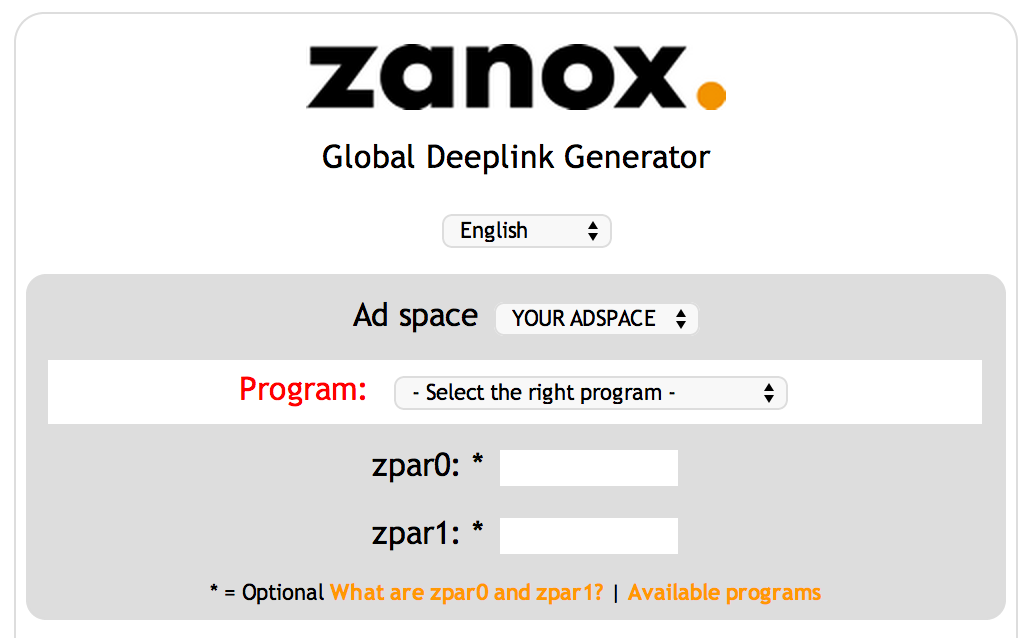 zanox.
Global Deeplink Generator
English
Ad space YOUR ADSPACE
Program: - Select the right program -
zpar0: *
zpar1: *
* = Optional What are zpar0 and zpar1? | Available programs